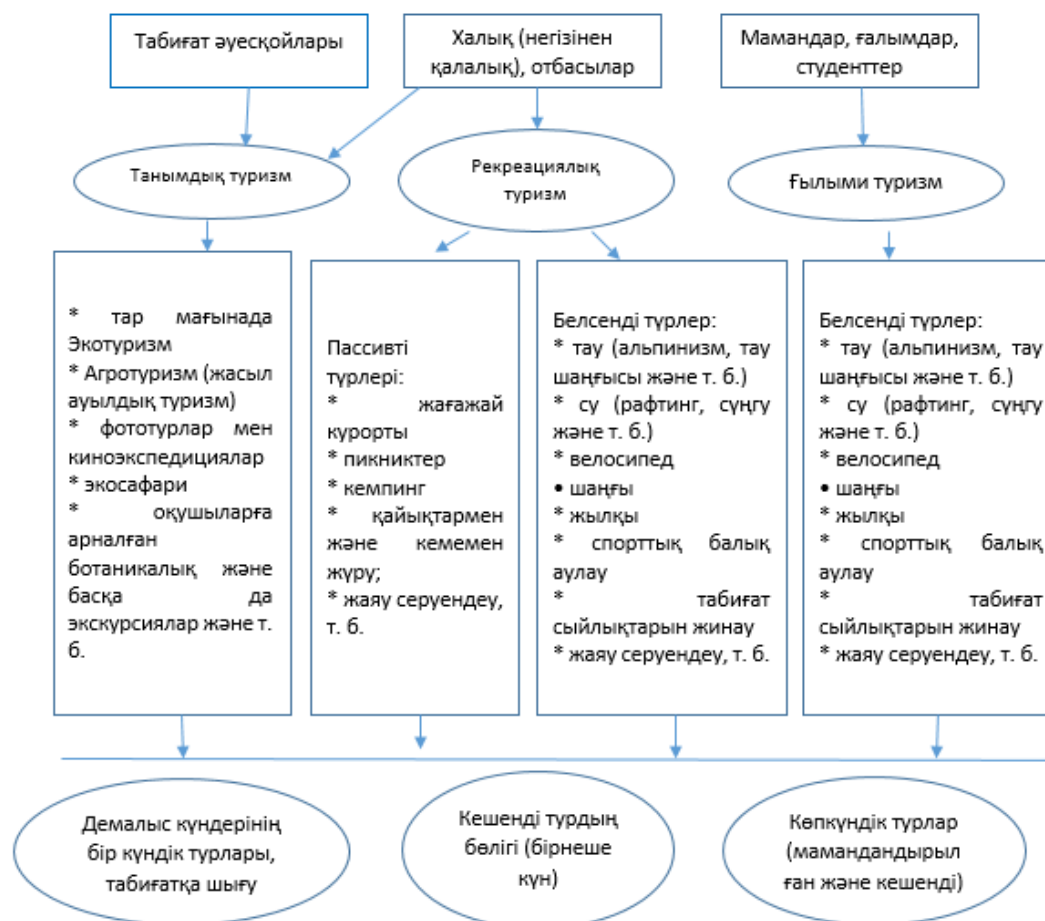 Табиғат әуесқойлары
Халық (негізінен
қалалық), отбасылар
Мамандар, ғалымдар,
студенттер
Танымдық туризм
Рекреациялық
туризм
Ғылыми туризм
* тар мағынада
Экотуризм
* Агротуризм (жасыл
ауылдық туризм)
* фототурлар мен
киноэкспедициялар
* экосафари
* оқушыларға
арналған
ботаникалық және
басқа да
экскурсиялар және т.
б.
Пассивті
түрлері:
* жағажай
курорты
* пикниктер
* кемпинг
* қайықтармен
және кемемен
жүру;
* жаяу серуендеу,
т. б.
Белсенді түрлер:
* тау (альпинизм, тау
шаңғысы және т. б.)
* су (рафтинг, сүңгу
және т. б.)
* велосипед
• шаңғы
* жылқы
* спорттық балық
аулау
* табиғат
сыйлықтарын жинау
* жаяу серуендеу, т. б.
Белсенді түрлер:
* тау (альпинизм, тау
шаңғысы және т. б.)
* су (рафтинг, сүңгу
және т. б.)
* велосипед
• шаңғы
* жылқы
* спорттық балық
аулау
* табиғат
сыйлықтарын жинау
* жаяу серуендеу, т. б.
Демалыс күндерінің
бір күндік турлары,
табиғатқа шығу
Кешенді турдың
бөлігі (бірнеше
күн)
Көпкүндік турлар
(мамандандырыл
ған және кешенді)